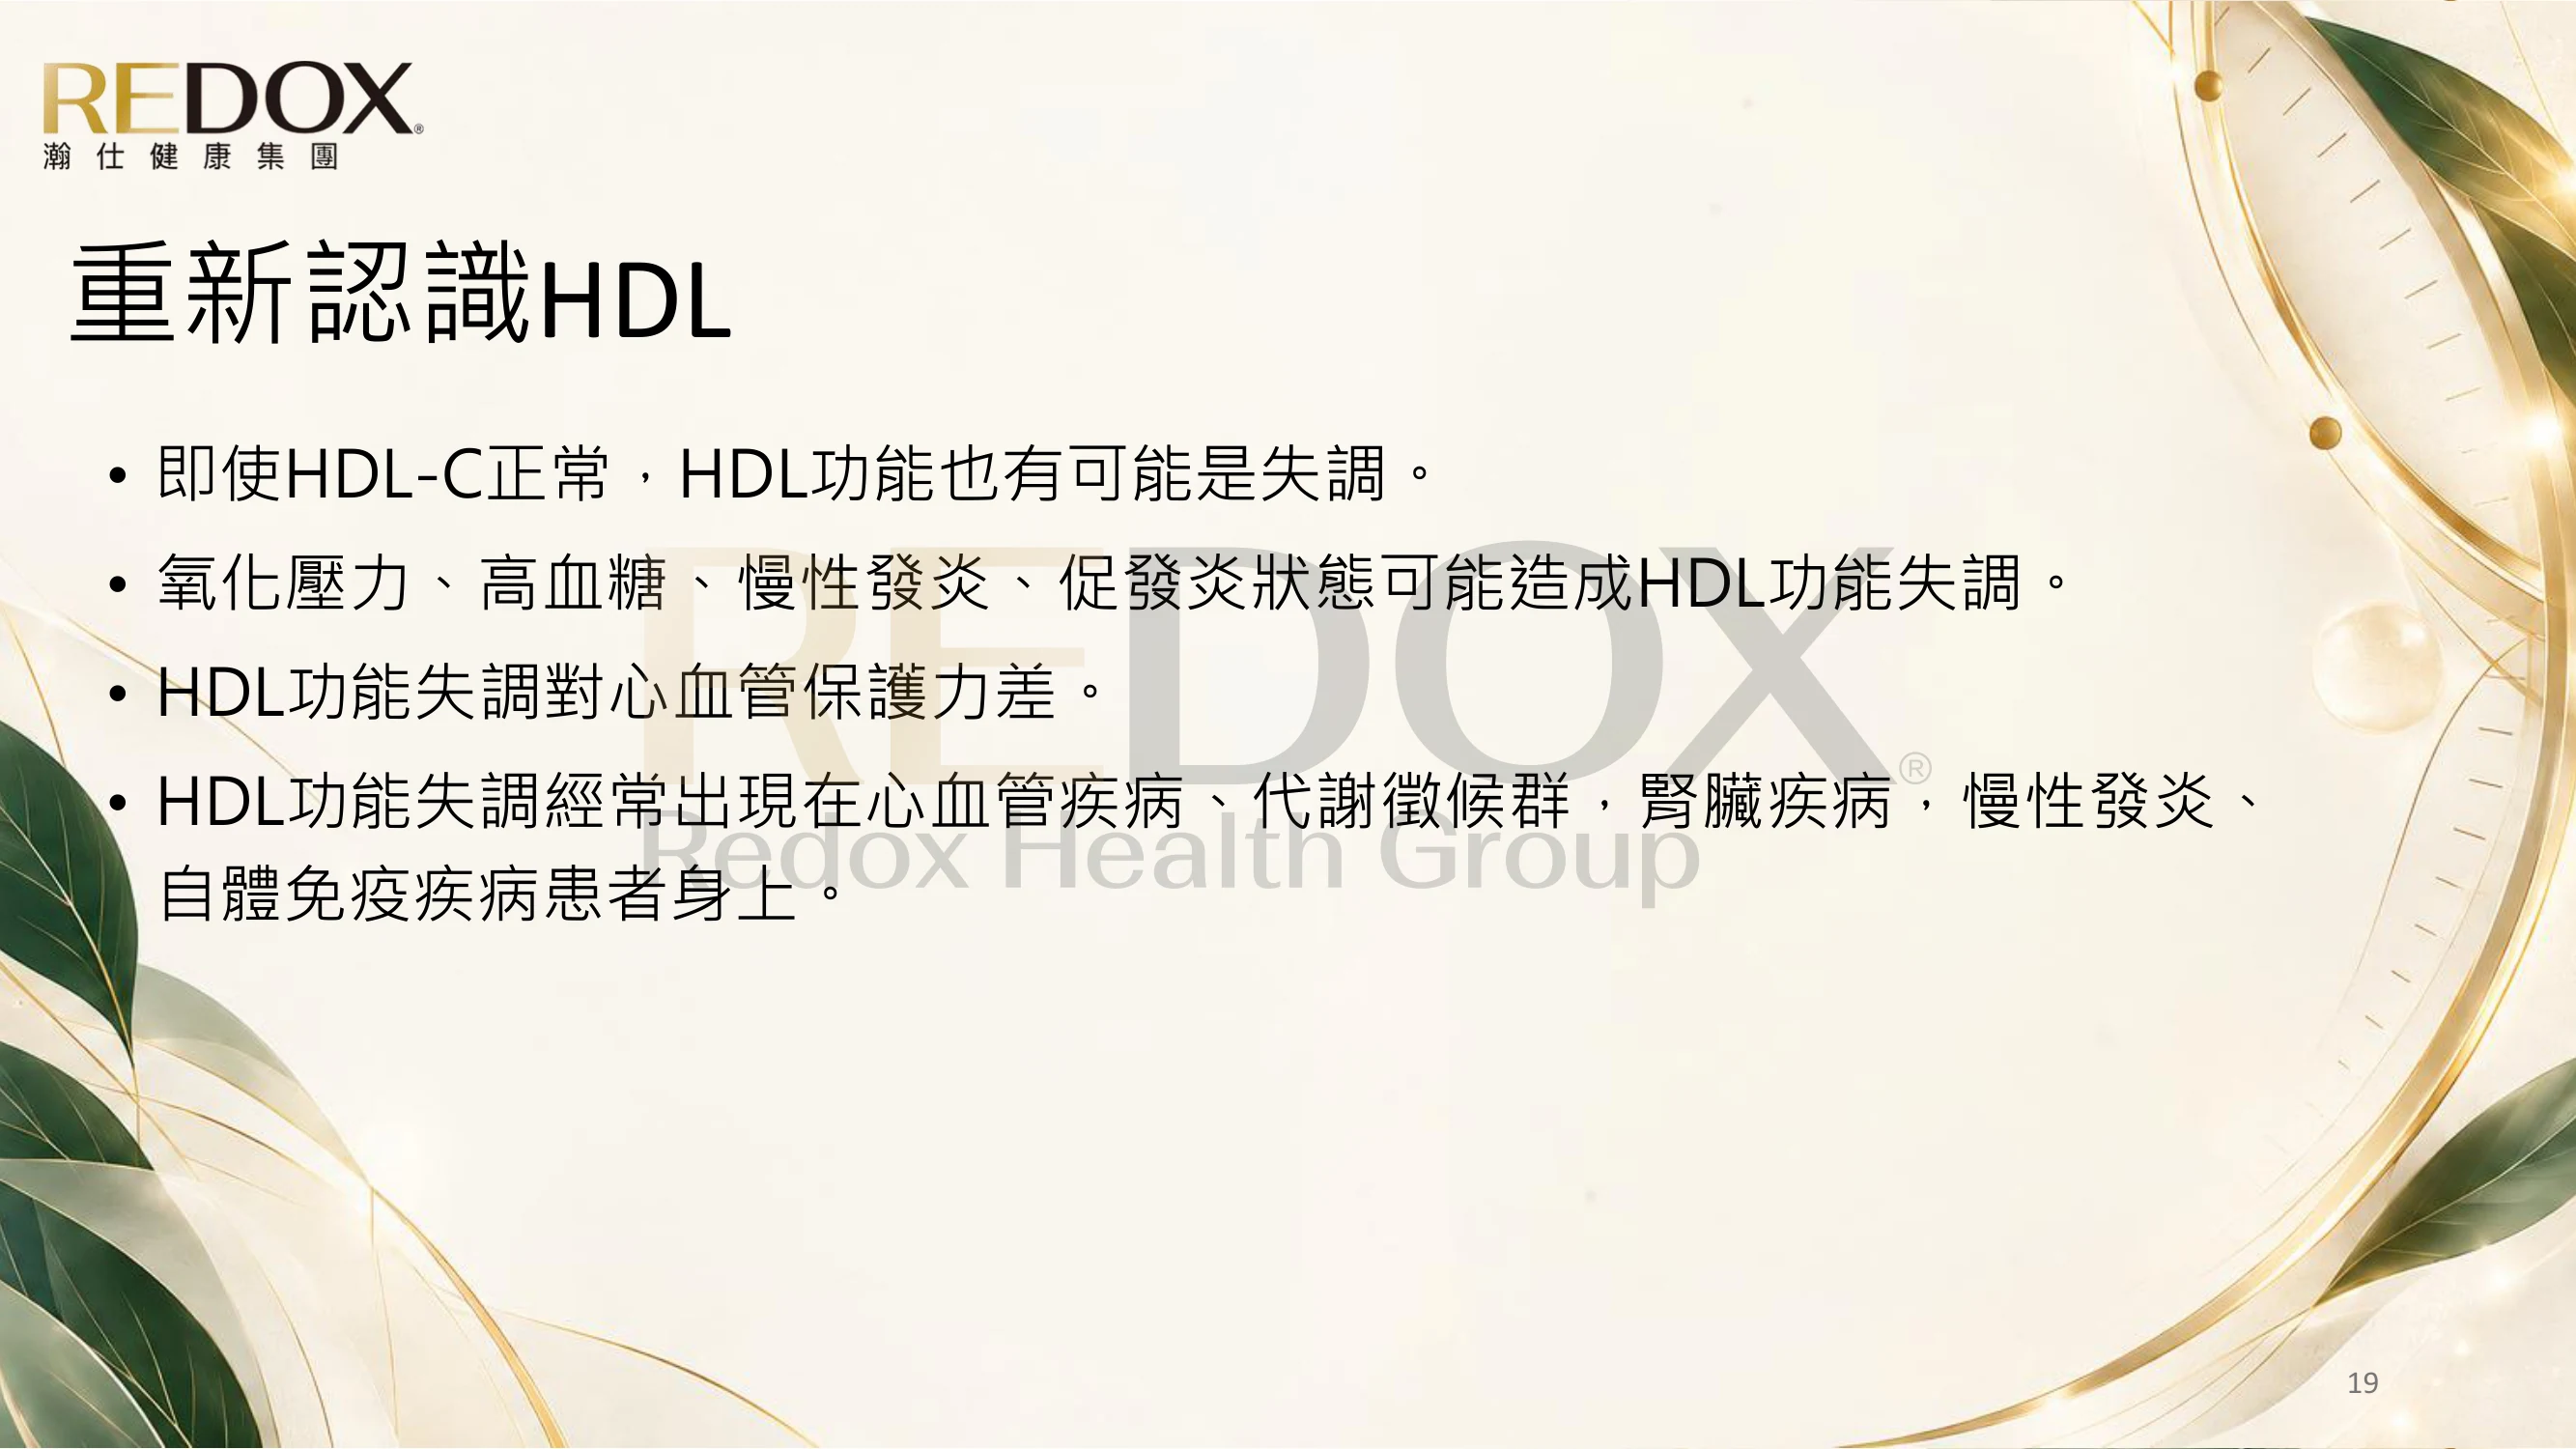 REDOX®
瀚仕健康集團
重新認識HDL
• 即使HDL-C正常，HDL功能也有可能是失調。
• 氧化壓力、高血糖、慢性發炎、促發炎狀態可能造成HDL功能失調。
• HDL功能失調對心血管保護力差。
• HDL功能失調經常出現在心血管疾病、代謝徵候群，腎臟疾病，慢性發炎、
自體免疫疾病患者身上。
REDOX®
Redox Health Group
19